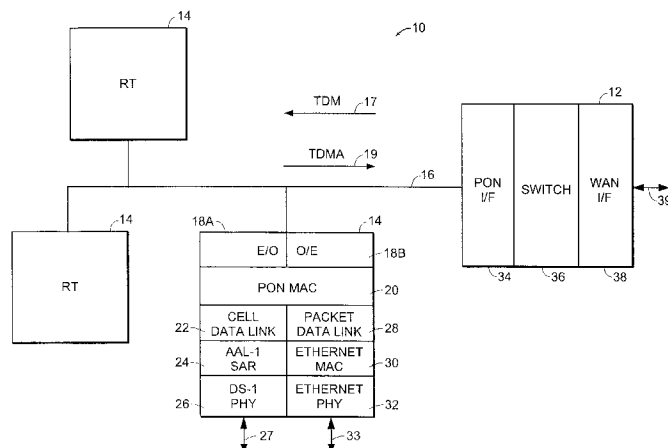 14
RT
10
TDM
17
12
TDMA
19
16
PON
I/F
SWITCH
WAN
I/F
39
34
36
38
14
RT
18A
14
E/O
O/E
18B
PON MAC
20
22
CELL
DATA LINK
PACKET
DATA LINK
28
24
AAL-1
SAR
ETHERNET
MAC
30
26
DS-1
PHY
ETHERNET
PHY
32
27
33